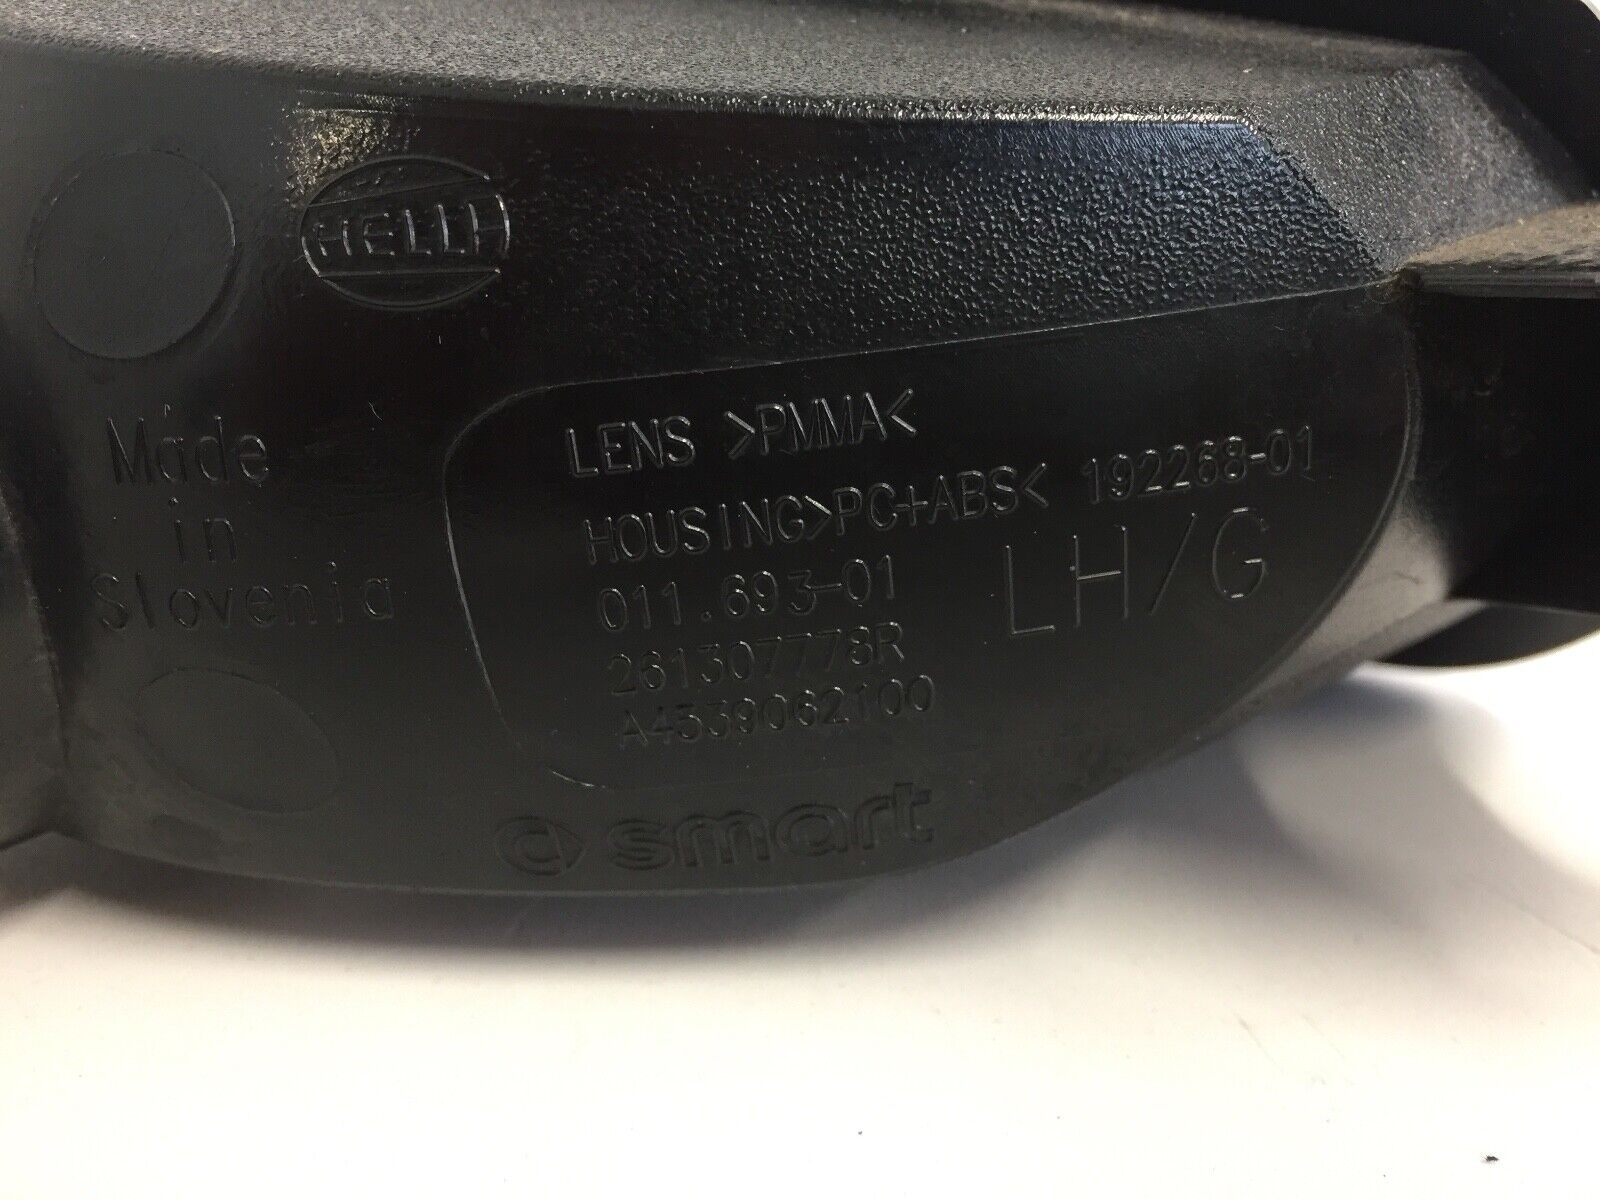 HELLA
Made
in
Slovenia
LENS >PMMA<
HOUSING>PC+ABS< 192268-01
011.693-01
LH/G
261307778R
A4539062100
smart